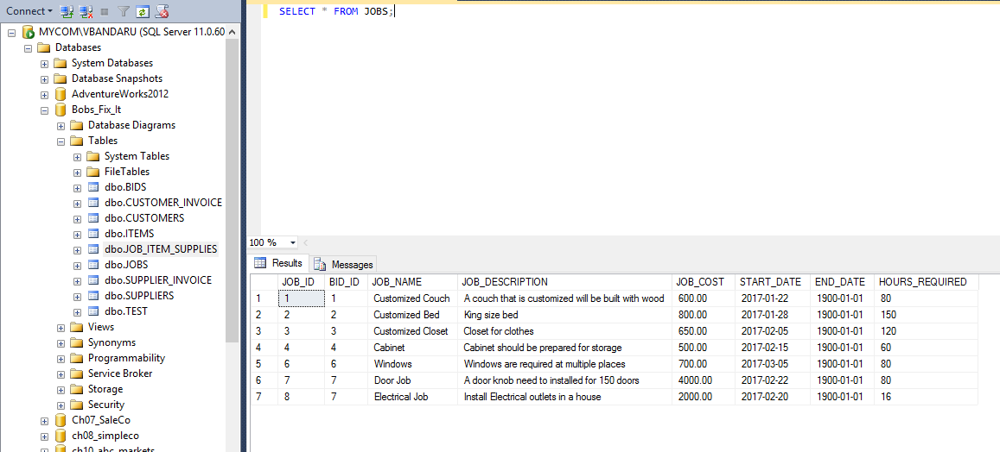 Connect
MYCOM\VBANDARU (SQL Server 11.0.60
Databases
System Databases
Database Snapshots
AdventureWorks2012
Bobs_Fix_It
Database Diagrams
Tables
System Tables
FileTables
dbo.BIDS
dbo.CUSTOMER_INVOICE
dbo.CUSTOMERS
dbo.ITEMS
dbo.JOB_ITEM_SUPPLIES
dbo.JOBS
dbo.SUPPLIER_INVOICE
dbo.SUPPLIERS
dbo.TEST
Views
Synonyms
Programmability
Service Broker
Storage
Security
Ch07_SaleCo
ch08_simpleco
ch10_abc_markets
SELECT * FROM JOBS;
100 %
Results Messages
JOB_ID BID_ID JOB_NAME JOB_DESCRIPTION JOB_COST START_DATE END_DATE HOURS_REQUIRED
1 1 1 Customized Couch A couch that is customized will be built with wood 600.00 2017-01-22 1900-01-01 80
2 2 2 Customized Bed King size bed 800.00 2017-01-28 1900-01-01 150
3 3 3 Customized Closet Closet for clothes 650.00 2017-02-05 1900-01-01 120
4 4 4 Cabinet Cabinet should be prepared for storage 500.00 2017-02-15 1900-01-01 60
5 6 6 Windows Windows are required at multiple places 700.00 2017-03-05 1900-01-01 80
6 7 7 Door Job A door knob need to installed for 150 doors 4000.00 2017-02-22 1900-01-01 80
7 8 7 Electrical Job Install Electrical outlets in a house 2000.00 2017-02-20 1900-01-01 16